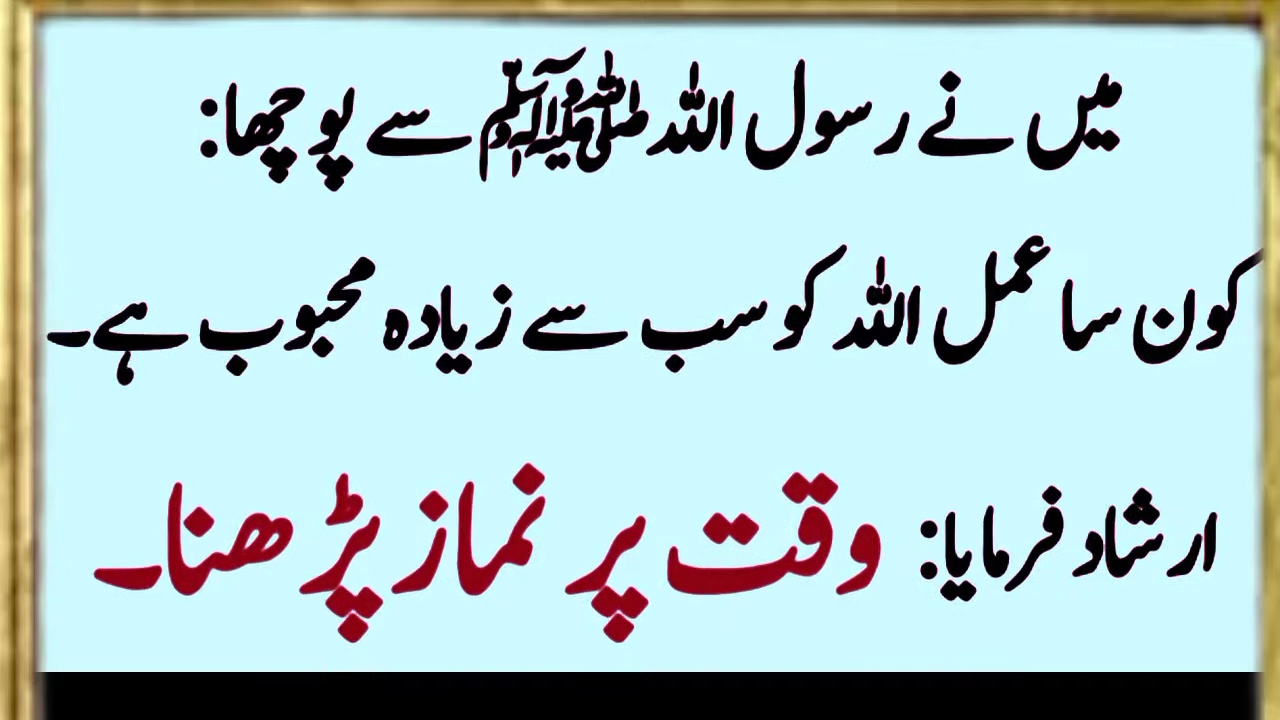 میں نے رسول اللہ ﷺ سے پوچھا:
کون سا عمل اللہ کو سب سے زیادہ محبوب ہے۔
ارشاد فرمایا: وقت پر نماز پڑھنا۔